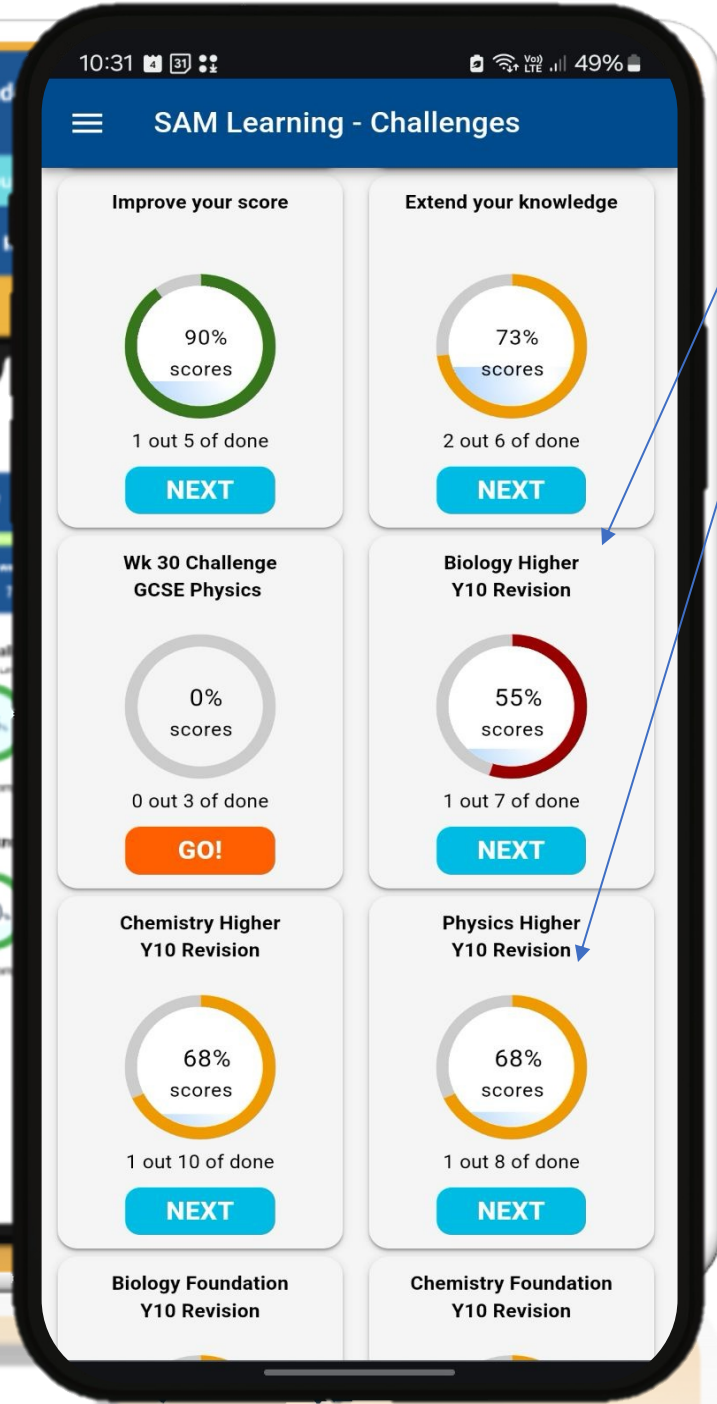 10:31 4 31 Vo)) LTE 49%
SAM Learning - Challenges
Improve your score
90%
scores
1 out 5 of done
NEXT
Extend your knowledge
73%
scores
2 out 6 of done
NEXT
Wk 30 Challenge
GCSE Physics
0%
scores
0 out 3 of done
GO!
Biology Higher
Y10 Revision
55%
scores
1 out 7 of done
NEXT
Chemistry Higher
Y10 Revision
68%
scores
1 out 10 of done
NEXT
Physics Higher
Y10 Revision
68%
scores
1 out 8 of done
NEXT
Biology Foundation
Y10 Revision
Chemistry Foundation
Y10 Revision